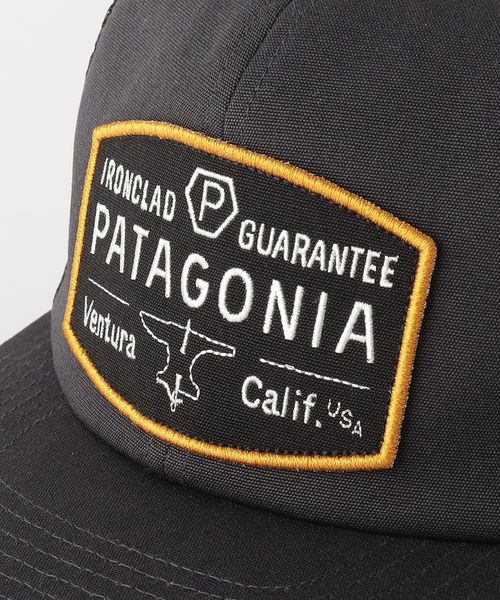 IRONCLAD P GUARANTEE
PATAGONIA
Ventura Calif. USA